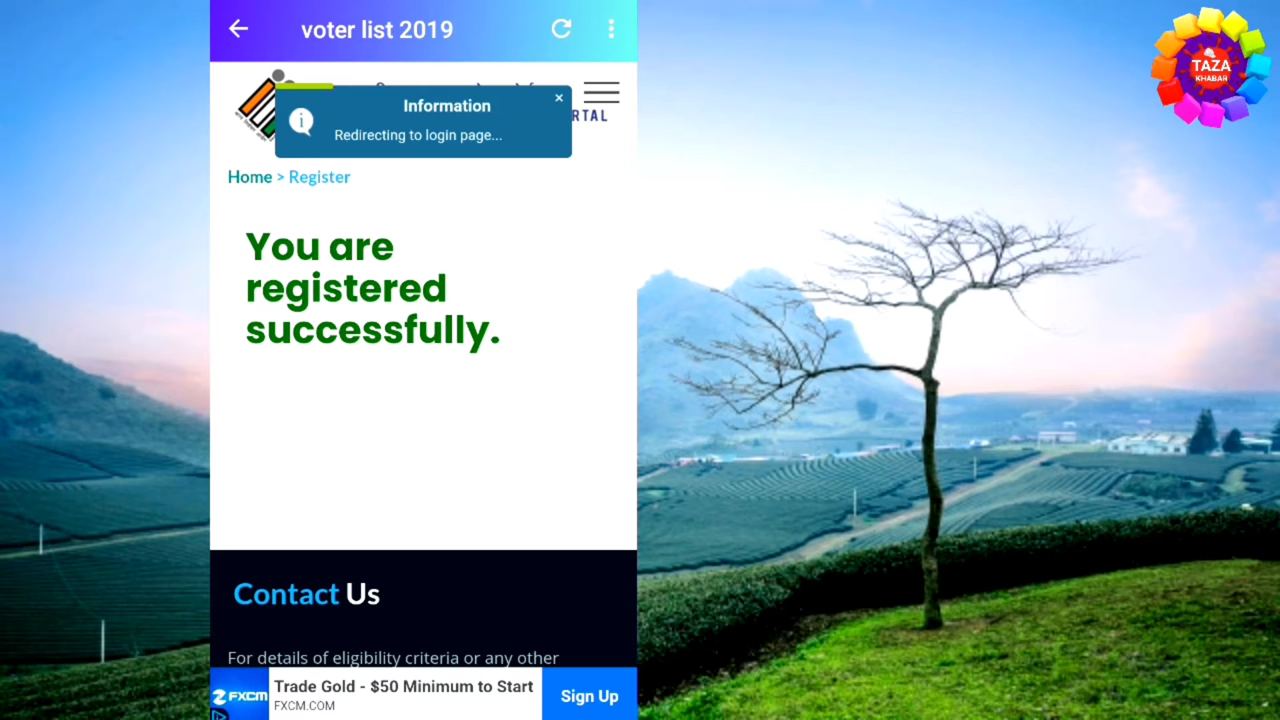 voter list 2019
Information
×
Redirecting to login page...
RTAL
Home > Register
You are
registered
successfully.
Contact Us
For details of eligibility criteria or any other
FXCM
Trade Gold - $50 Minimum to Start
FXCM.COM
Sign Up
TAZA
KHABAR